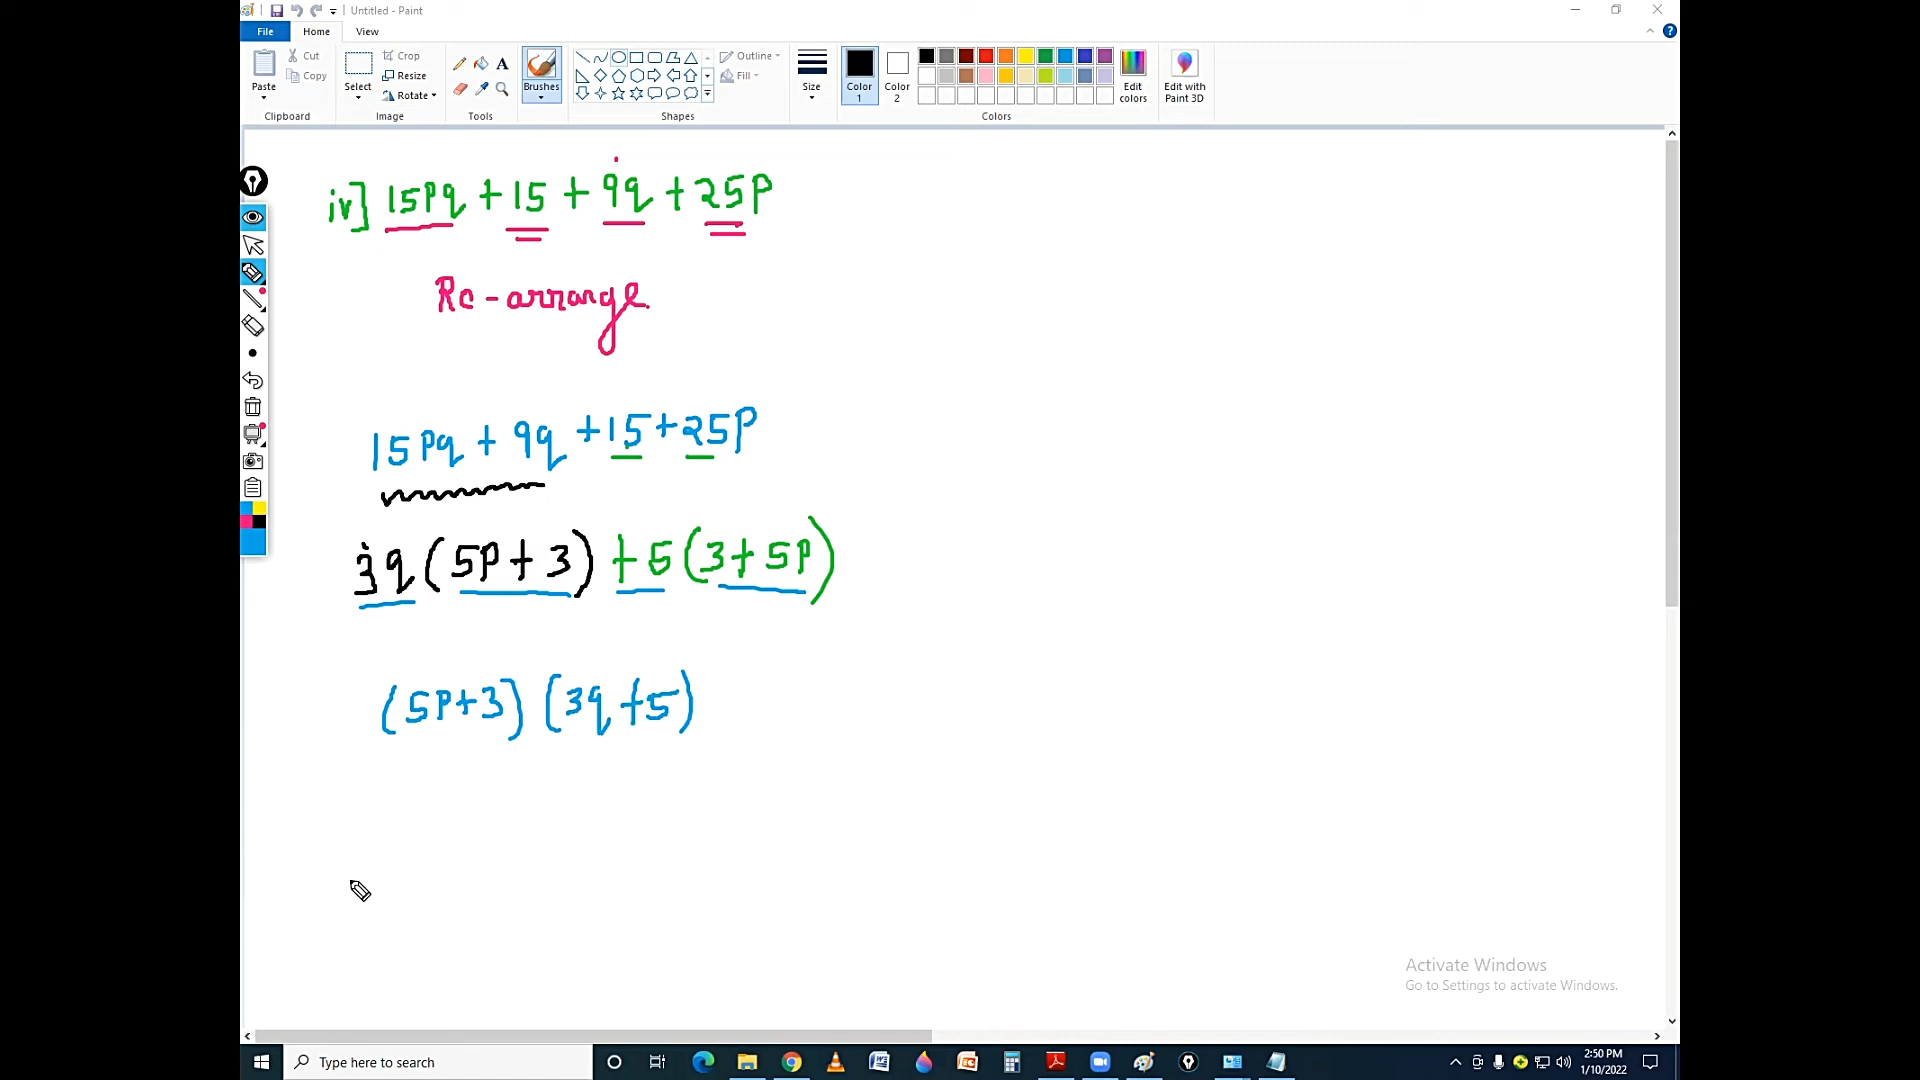 Untitled - Paint
File Home View
Paste Cut Copy Clipboard
Select Crop Resize Rotate Image
A Tools
Brushes
Shapes Outline Fill
Size
Color 1 Color 2 Colors
Edit colors
Edit with Paint 3D
iv] 15pq + 15 + 9q + 25p
Re-arrange
15pq + 9q + 15 + 25p
3q (5p + 3) + 5 (3 + 5p)
(5p+3) (3q+5)
Activate Windows
Go to Settings to activate Windows.
Type here to search
2:50 PM
1/10/2022